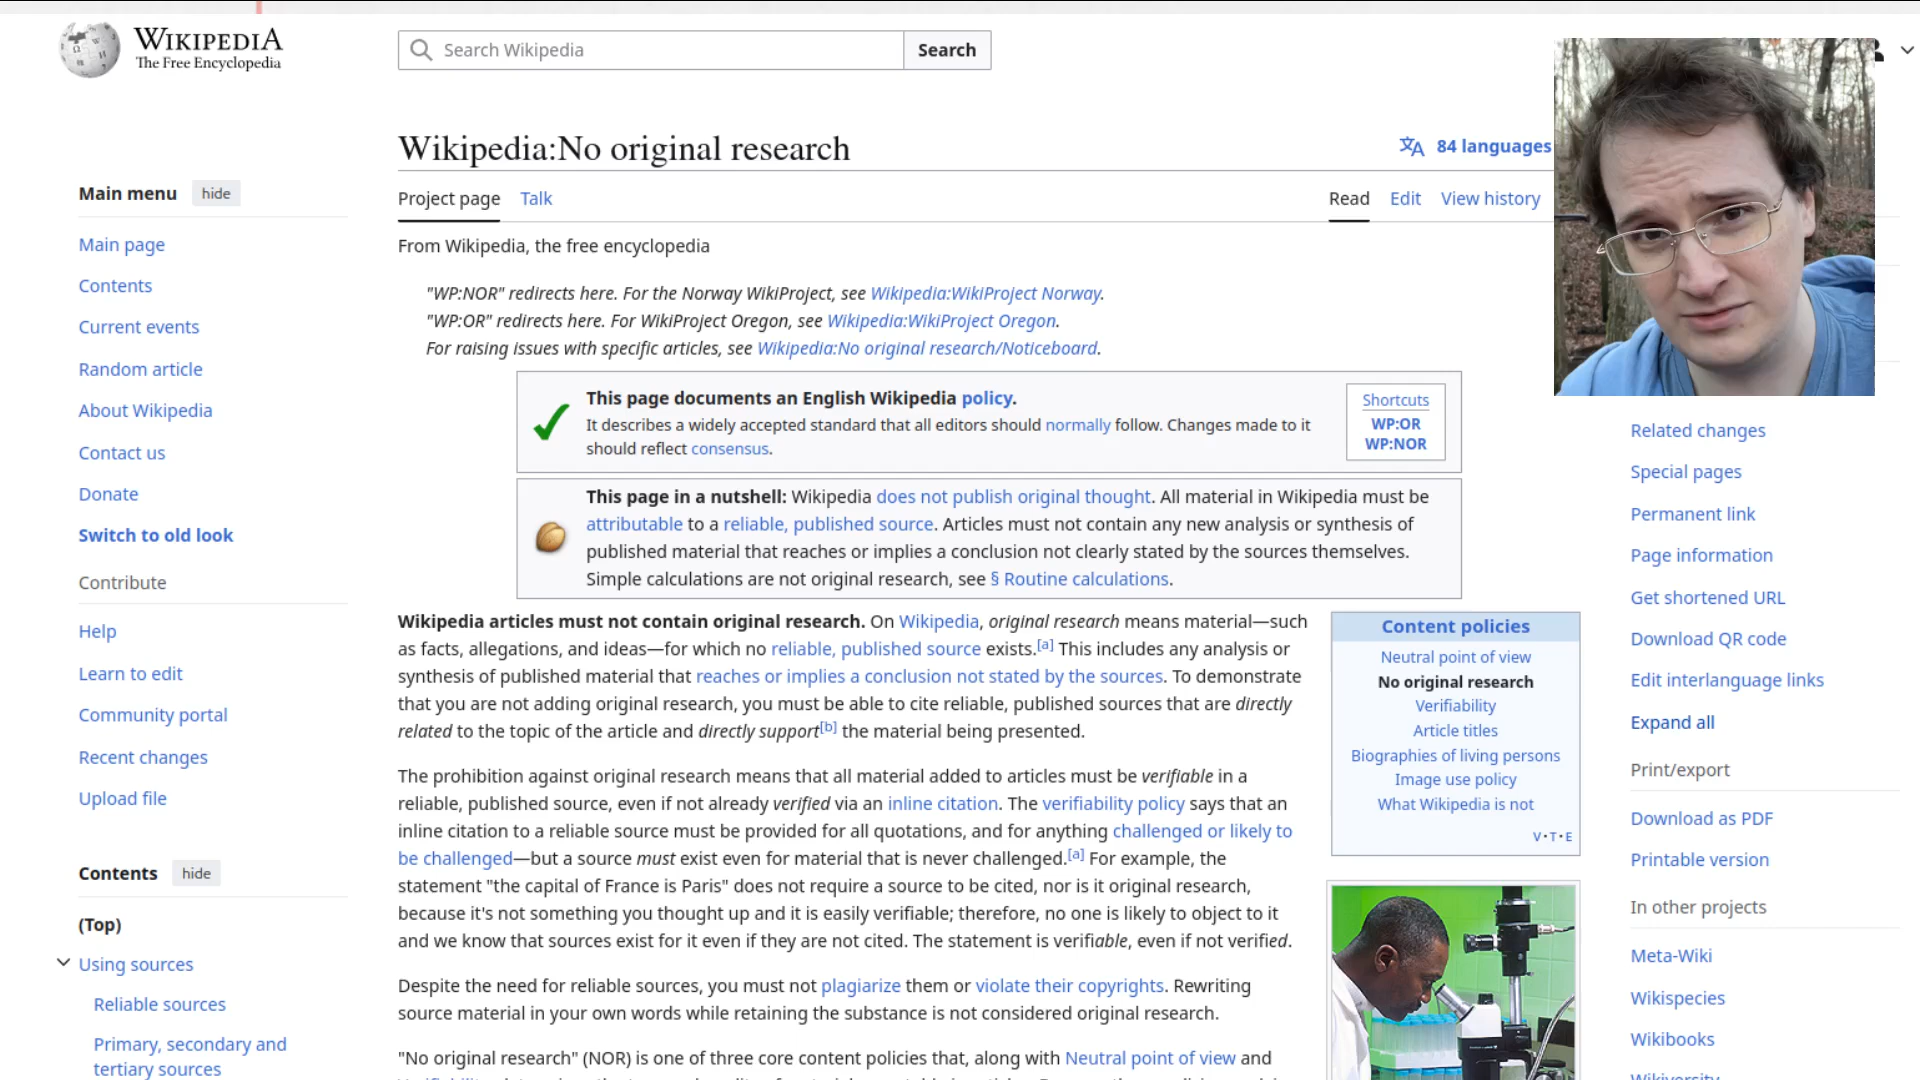 WIKIPEDIA
The Free Encyclopedia
Search Wikipedia
Search
Wikipedia:No original research
84 languages
Project page
Talk
Read
Edit
View history
From Wikipedia, the free encyclopedia
"WP:NOR" redirects here. For the Norway WikiProject, see Wikipedia:WikiProject Norway.
"WP:OR" redirects here. For WikiProject Oregon, see Wikipedia:WikiProject Oregon.
For raising issues with specific articles, see Wikipedia:No original research/Noticeboard.
This page documents an English Wikipedia policy.
It describes a widely accepted standard that all editors should normally follow. Changes made to it
should reflect consensus.
Shortcuts
WP:OR
WP:NOR
This page in a nutshell: Wikipedia does not publish original thought. All material in Wikipedia must be
attributable to a reliable, published source. Articles must not contain any new analysis or synthesis of
published material that reaches or implies a conclusion not clearly stated by the sources themselves.
Simple calculations are not original research, see § Routine calculations.
Wikipedia articles must not contain original research. On Wikipedia, original research means material—such
as facts, allegations, and ideas—for which no reliable, published source exists.[a] This includes any analysis or
synthesis of published material that reaches or implies a conclusion not stated by the sources. To demonstrate
that you are not adding original research, you must be able to cite reliable, published sources that are directly
related to the topic of the article and directly support[b] the material being presented.
The prohibition against original research means that all material added to articles must be verifiable in a
reliable, published source, even if not already verified via an inline citation. The verifiability policy says that an
inline citation to a reliable source must be provided for all quotations, and for anything challenged or likely to
be challenged—but a source must exist even for material that is never challenged.[a] For example, the
statement "the capital of France is Paris" does not require a source to be cited, nor is it original research,
because it's not something you thought up and it is easily verifiable; therefore, no one is likely to object to it
and we know that sources exist for it even if they are not cited. The statement is verifiable, even if not verified.
Despite the need for reliable sources, you must not plagiarize them or violate their copyrights. Rewriting
source material in your own words while retaining the substance is not considered original research.
"No original research" (NOR) is one of three core content policies that, along with Neutral point of view and
Main menu
hide
Main page
Contents
Current events
Random article
About Wikipedia
Contact us
Donate
Switch to old look
Contribute
Help
Learn to edit
Community portal
Recent changes
Upload file
Contents
hide
(Top)
Using sources
Reliable sources
Primary, secondary and
tertiary sources
Content policies
Neutral point of view
No original research
Verifiability
Article titles
Biographies of living persons
Image use policy
What Wikipedia is not
V·T·E
Related changes
Special pages
Permanent link
Page information
Get shortened URL
Download QR code
Edit interlanguage links
Expand all
Print/export
Download as PDF
Printable version
In other projects
Meta-Wiki
Wikispecies
Wikibooks